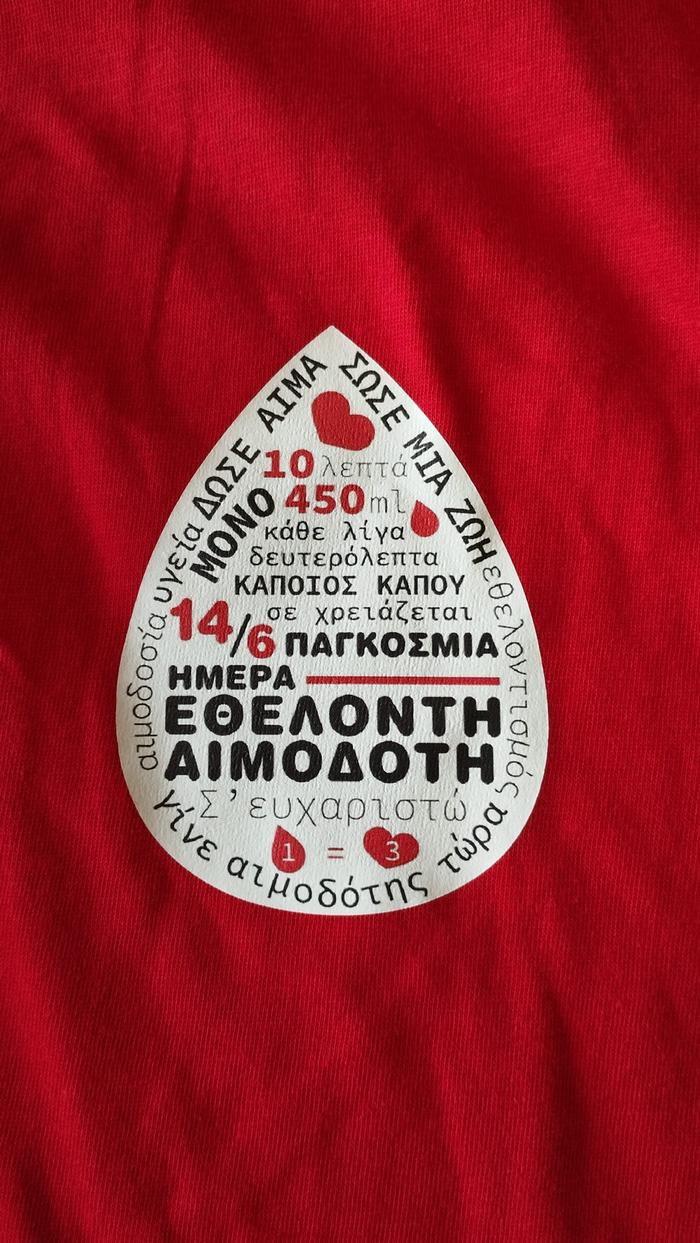 ΔΩΣΕ ΑΙΜΑ
ΣΩΣΕ ΜΙΑ ΖΩΗ
ΜΟΝΟ
10 λεπτά
450ml
κάθε λίγα
δευτερόλεπτα
ΚΑΠΟΙΟΣ ΚΑΠΟΥ
σε χρειάζεται
14/6 ΠΑΓΚΟΣΜΙΑ
ΗΜΕΡΑ
ΕΘΕΛΟΝΤΗ
ΑΙΜΟΔΟΤΗ
Σ'ευχαριστώ
1 = 3
αιμοδοσία υγεία
εθελοντισμός
γίνε αιμοδότης τώρα